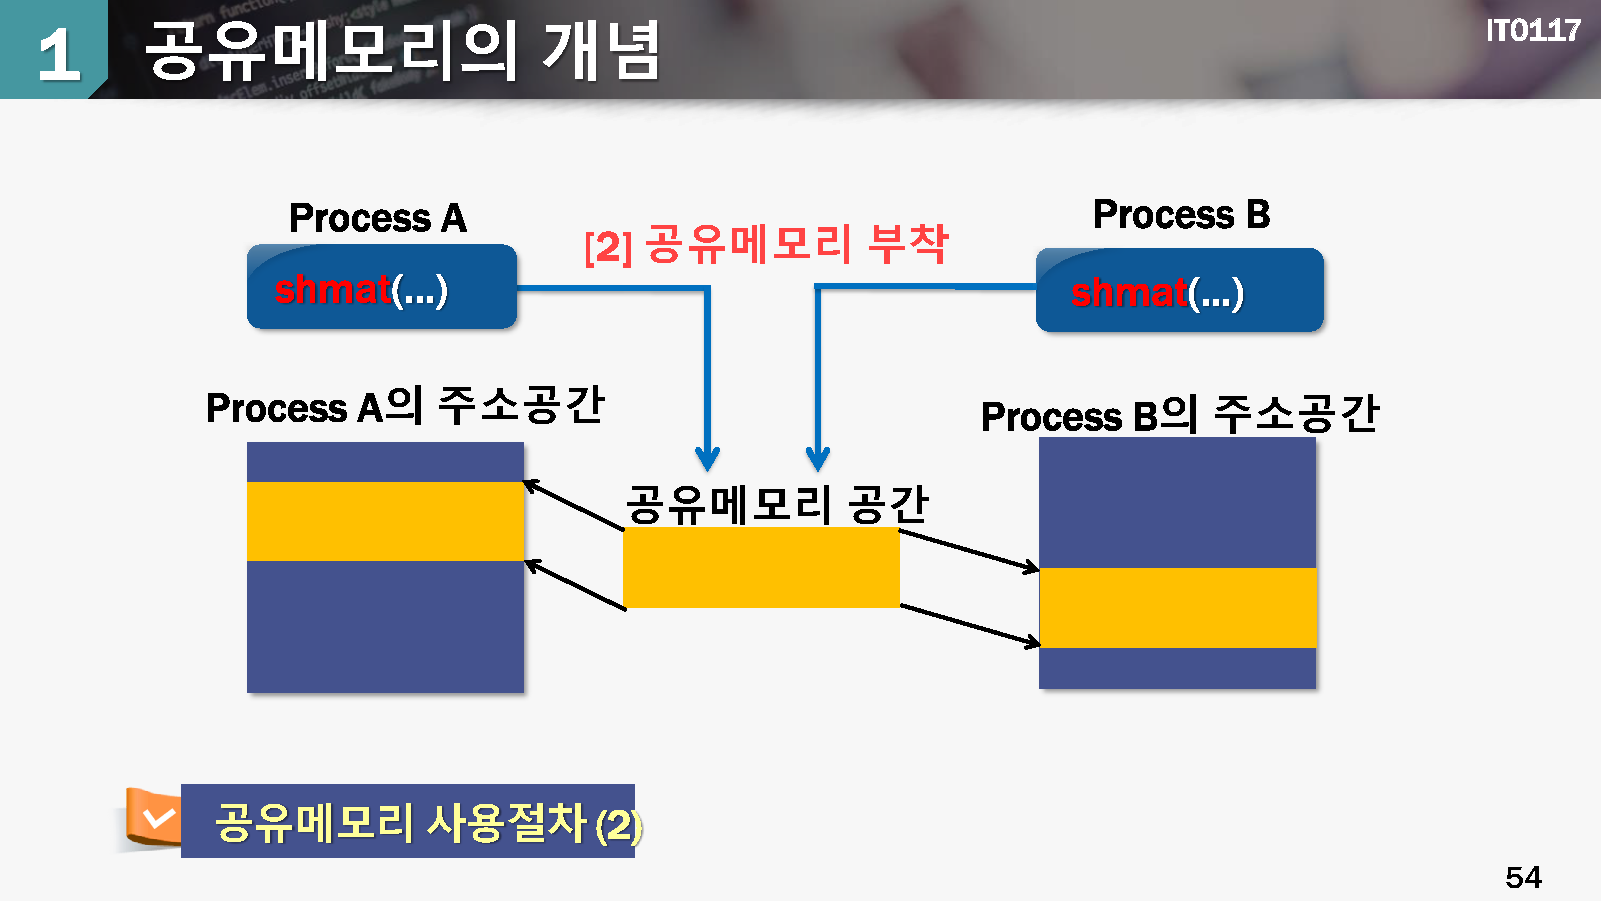 1
공유메모리의 개념
IT0117
Process A
Process B
[2] 공유메모리 부착
shmat(...)
shmat(...)
Process A의 주소공간
Process B의 주소공간
공유메모리 공간
공유메모리 사용절차 (2)
54